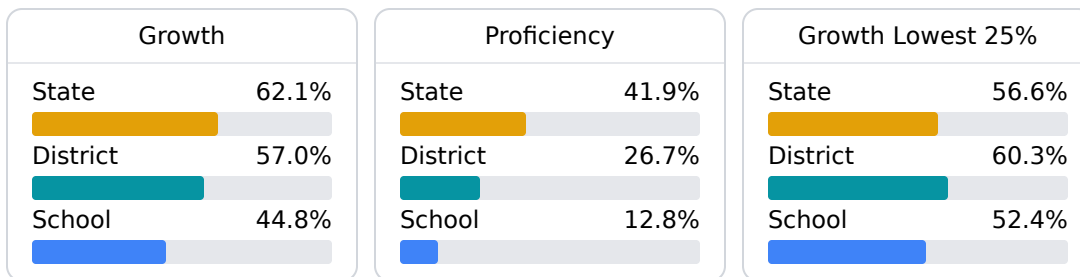 Growth
State 62.1%
District 57.0%
School 44.8%
Proficiency
State 41.9%
District 26.7%
School 12.8%
Growth Lowest 25%
State 56.6%
District 60.3%
School 52.4%